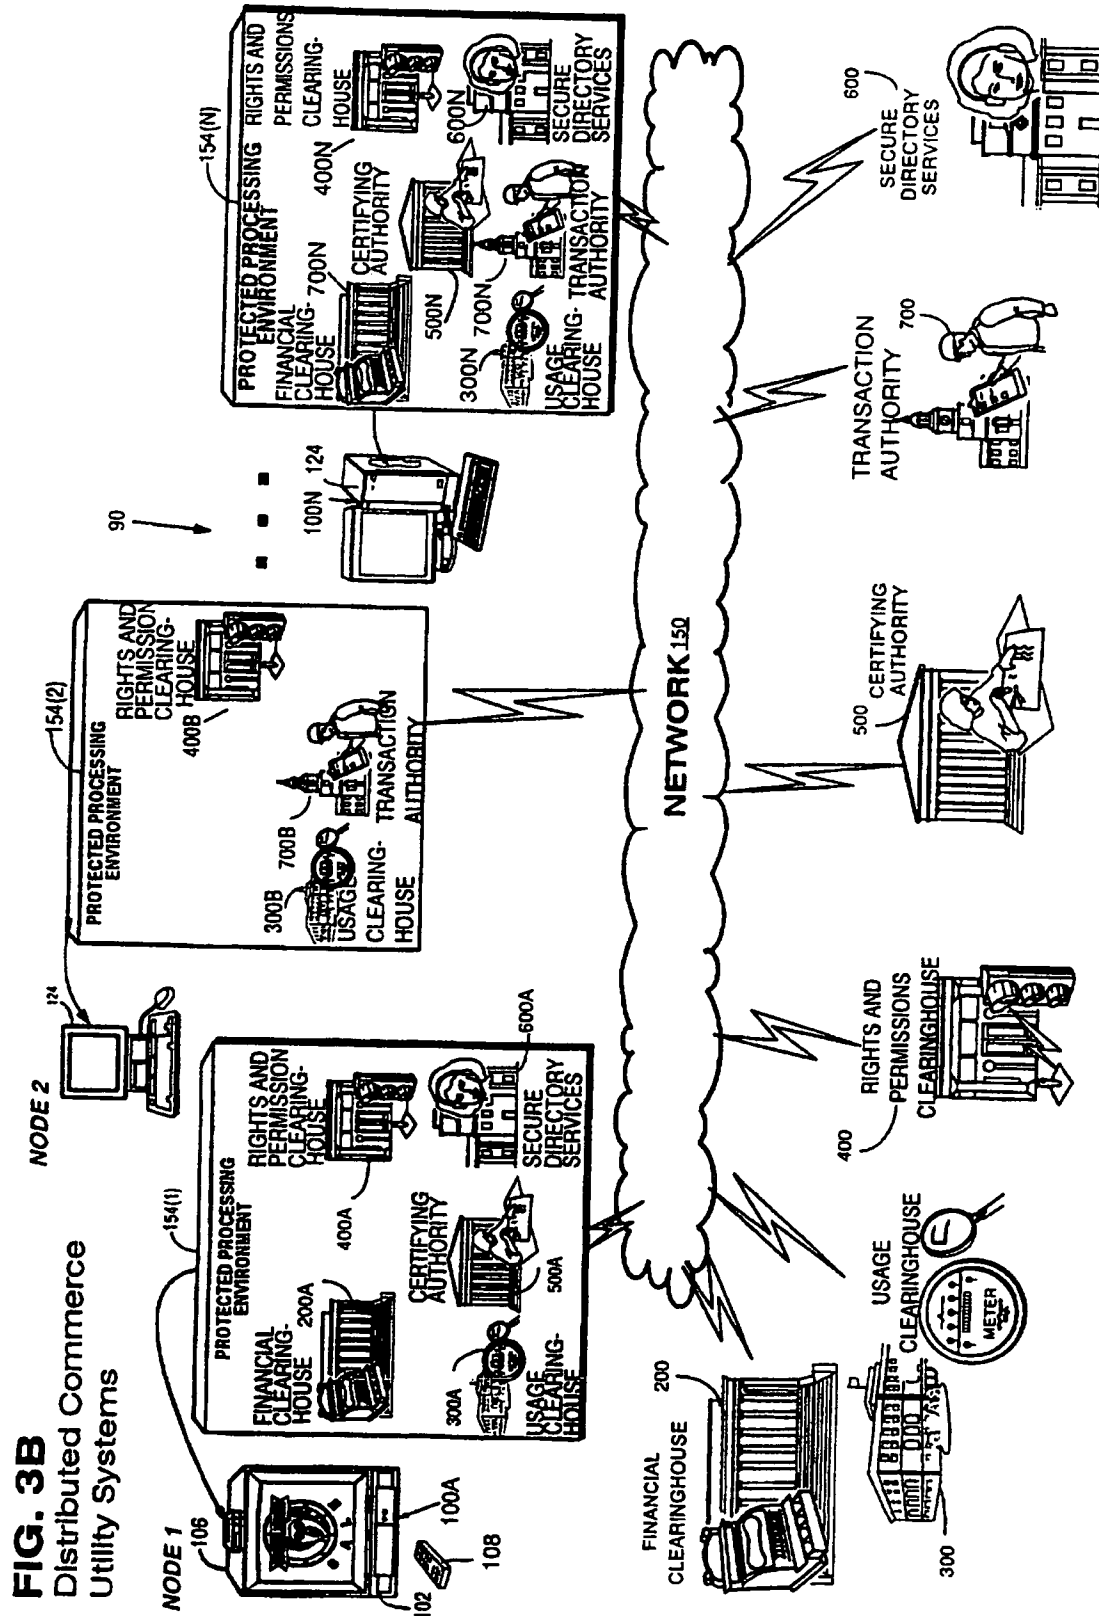 FIG. 3B
Distributed Commerce
Utility Systems
NODE 1
106
102
108
100A
154(1)
PROTECTED PROCESSING
ENVIRONMENT
FINANCIAL
CLEARING-
HOUSE
200A
RIGHTS AND
PERMISSION
CLEARING-
HOUSE
400A
CERTIFYING
AUTHORITY
500A
300A
USAGE
CLEARING-
HOUSE
600A
SECURE
DIRECTORY
SERVICES
NODE 2
124
154(2)
PROTECTED PROCESSING
ENVIRONMENT
RIGHTS AND
PERMISSION
CLEARING-
HOUSE
400B
300B
USAGE
CLEARING-
HOUSE
700B
TRANSACTION
AUTHORITY
90
100N
124
154(N)
PROTECTED PROCESSING
ENVIRONMENT
FINANCIAL
CLEARING-
HOUSE
700N
RIGHTS AND
PERMISSIONS
CLEARING-
HOUSE
400N
CERTIFYING
AUTHORITY
500N
600N
SECURE
DIRECTORY
SERVICES
300N
USAGE
CLEARING-
HOUSE
700N
TRANSACTION
AUTHORITY
NETWORK 150
FINANCIAL
CLEARINGHOUSE
200
300
USAGE
CLEARINGHOUSE
METER
400
RIGHTS AND
PERMISSIONS
CLEARINGHOUSE
500
CERTIFYING
AUTHORITY
TRANSACTION
AUTHORITY
700
600
SECURE
DIRECTORY
SERVICES